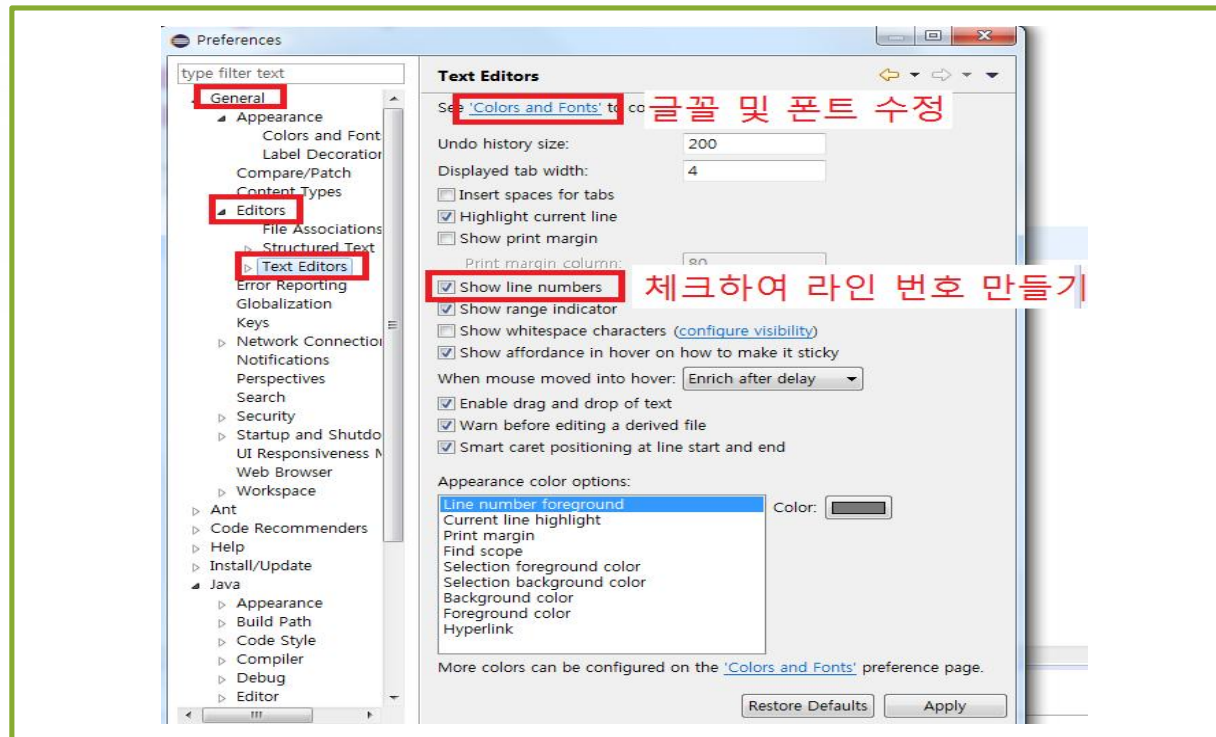 Preferences
type filter text
General
Appearance
Colors and Font
Label Decoration
Compare/Patch
Content Types
Editors
File Associations
Structured Text
Text Editors
Error Reporting
Globalization
Keys
Network Connection
Notifications
Perspectives
Search
Security
Startup and Shutdo
UI Responsiveness M
Web Browser
Workspace
Ant
Code Recommenders
Help
Install/Update
Java
Appearance
Build Path
Code Style
Compiler
Debug
Editor
Text Editors
See 'Colors and Fonts' to co 글꼴 및 폰트 수정
Undo history size: 200
Displayed tab width: 4
Insert spaces for tabs
Highlight current line
Show print margin
Print margin column: 80
Show line numbers 체크하여 라인 번호 만들기
Show range indicator
Show whitespace characters (configure visibility)
Show affordance in hover on how to make it sticky
When mouse moved into hover: Enrich after delay
Enable drag and drop of text
Warn before editing a derived file
Smart caret positioning at line start and end
Appearance color options:
Line number foreground
Current line highlight
Print margin
Find scope
Selection foreground color
Selection background color
Background color
Foreground color
Hyperlink
Color:
More colors can be configured on the 'Colors and Fonts' preference page.
Restore Defaults
Apply